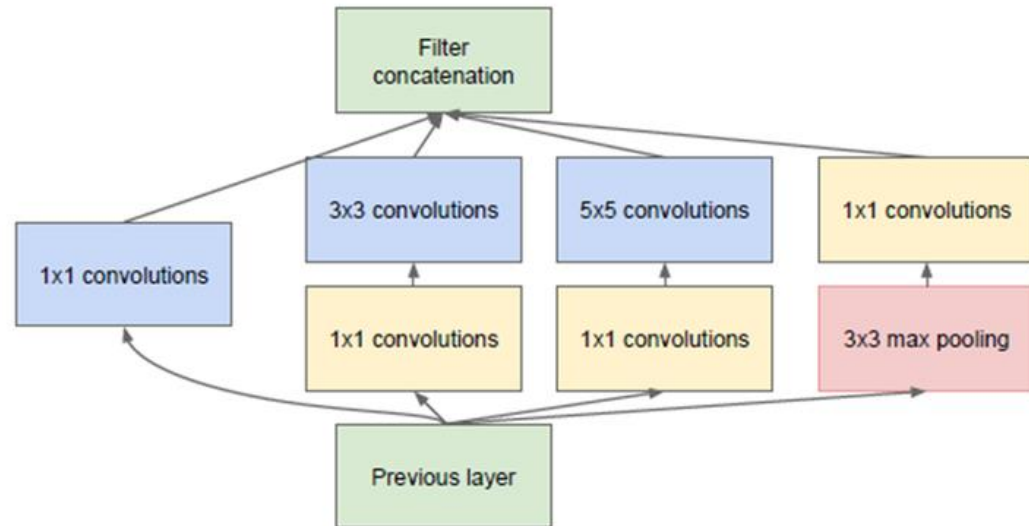 Filter
concatenation
3x3 convolutions
5x5 convolutions
1x1 convolutions
1x1 convolutions
1x1 convolutions
1x1 convolutions
3x3 max pooling
Previous layer